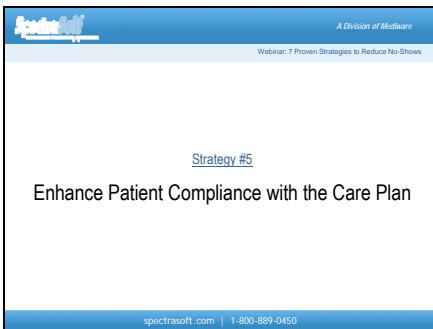 SpectraSoft
A Division of Mediware
Webinar: 7 Proven Strategies to Reduce No-Shows
Strategy #5
Enhance Patient Compliance with the Care Plan
spectrasoft.com | 1-800-889-0450